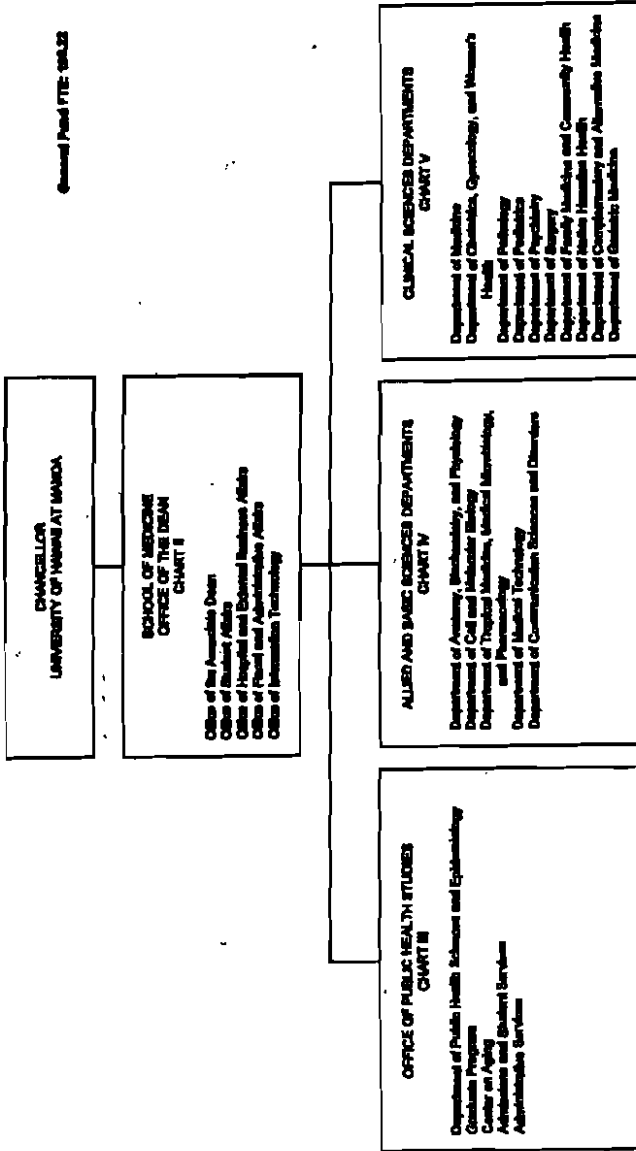 General Fund FTE:
CHANCELLOR
UNIVERSITY OF HAWAII AT MANOA
SCHOOL OF MEDICINE
OFFICE OF THE DEAN
CHART II
Office of the Associate Dean
Office of Student Affairs
Office of Hospital and External Business Affairs
Office of Fiscal and Administrative Affairs
Office of Information Technology
OFFICE OF PUBLIC HEALTH STUDIES
CHART III
Department of Public Health Sciences and Epidemiology
Graduate Program
Center on Aging
Admissions and Student Services
Administrative Services
ALLIED AND BASIC SCIENCES DEPARTMENTS
CHART IV
Department of Anatomy, Biochemistry, and Physiology
Department of Cell and Molecular Biology
Department of Tropical Medicine, Medical Microbiology,
and Pharmacology
Department of Medical Technology
Department of Communication Sciences and Disorders
CLINICAL SCIENCES DEPARTMENTS
CHART V
Department of Medicine
Department of Obstetrics, Gynecology, and Women's
Health
Department of Pathology
Department of Pediatrics
Department of Psychiatry
Department of Surgery
Department of Family Medicine and Community Health
Department of Native Hawaiian Health
Department of Complementary and Alternative Medicine
Department of Geriatric Medicine